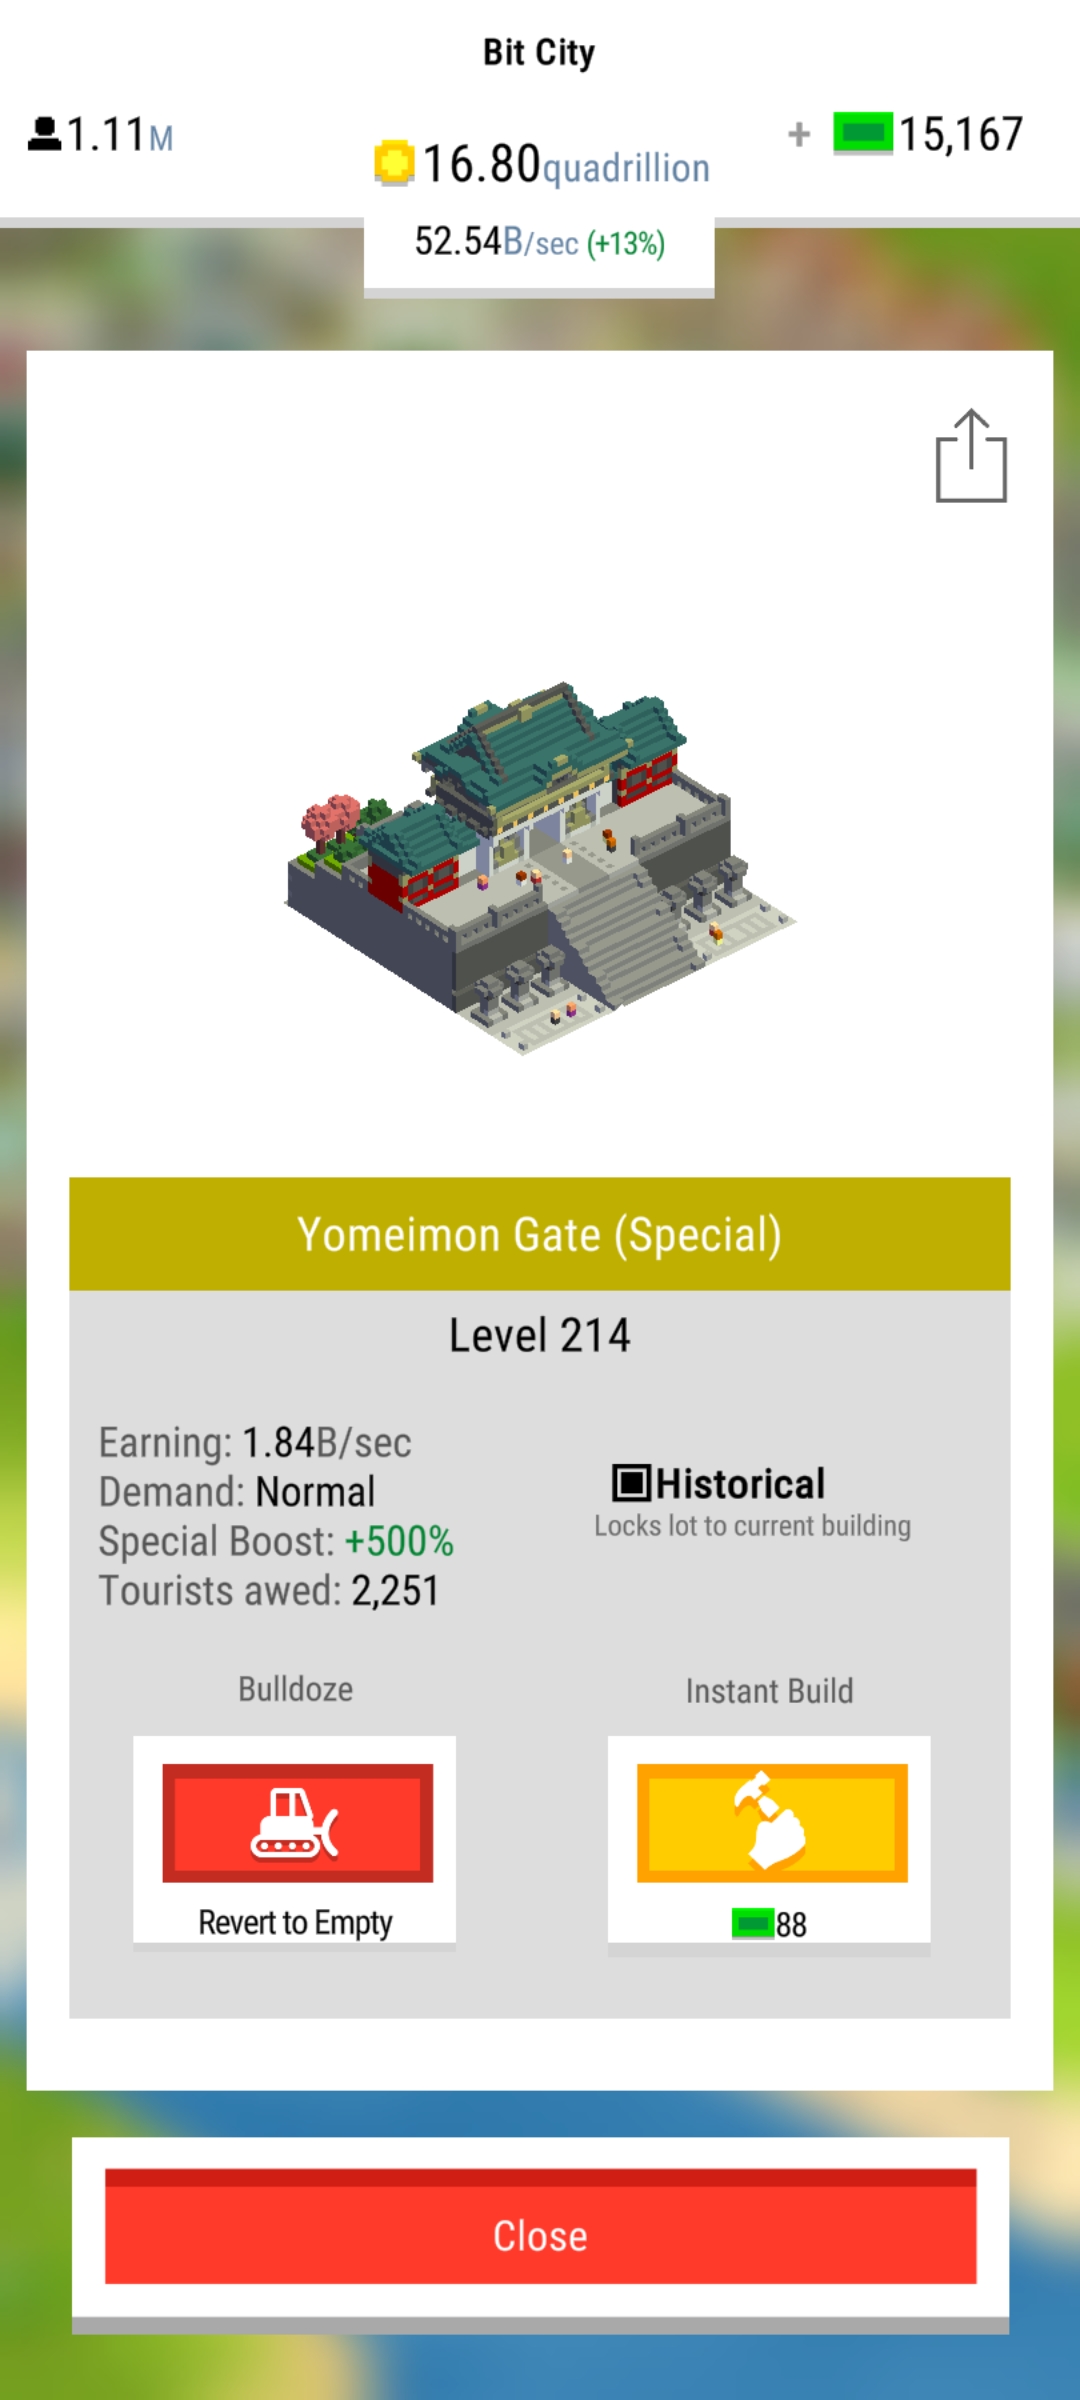 Bit City
1.11M
16.80quadrillion
+ 15,167
52.54B/sec (+13%)
Yomeimon Gate (Special)
Level 214
Earning: 1.84B/sec
Demand: Normal
Special Boost: +500%
Tourists awed: 2,251
Historical
Locks lot to current building
Bulldoze
Revert to Empty
Instant Build
88
Close